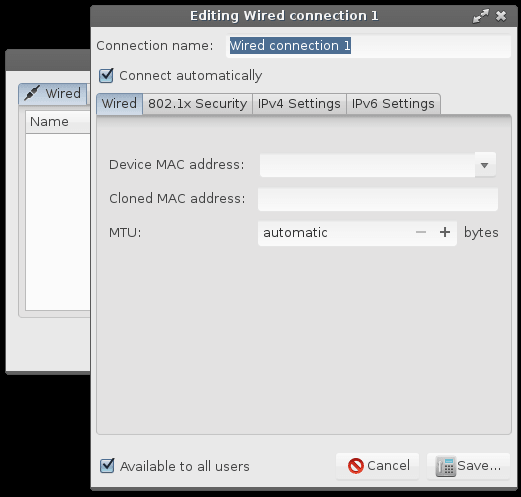 Editing Wired connection 1
Connection name: Wired connection 1
Connect automatically
Wired
Name
Wired 802.1x Security IPv4 Settings IPv6 Settings
Device MAC address:
Cloned MAC address:
MTU: automatic bytes
Available to all users Cancel Save...